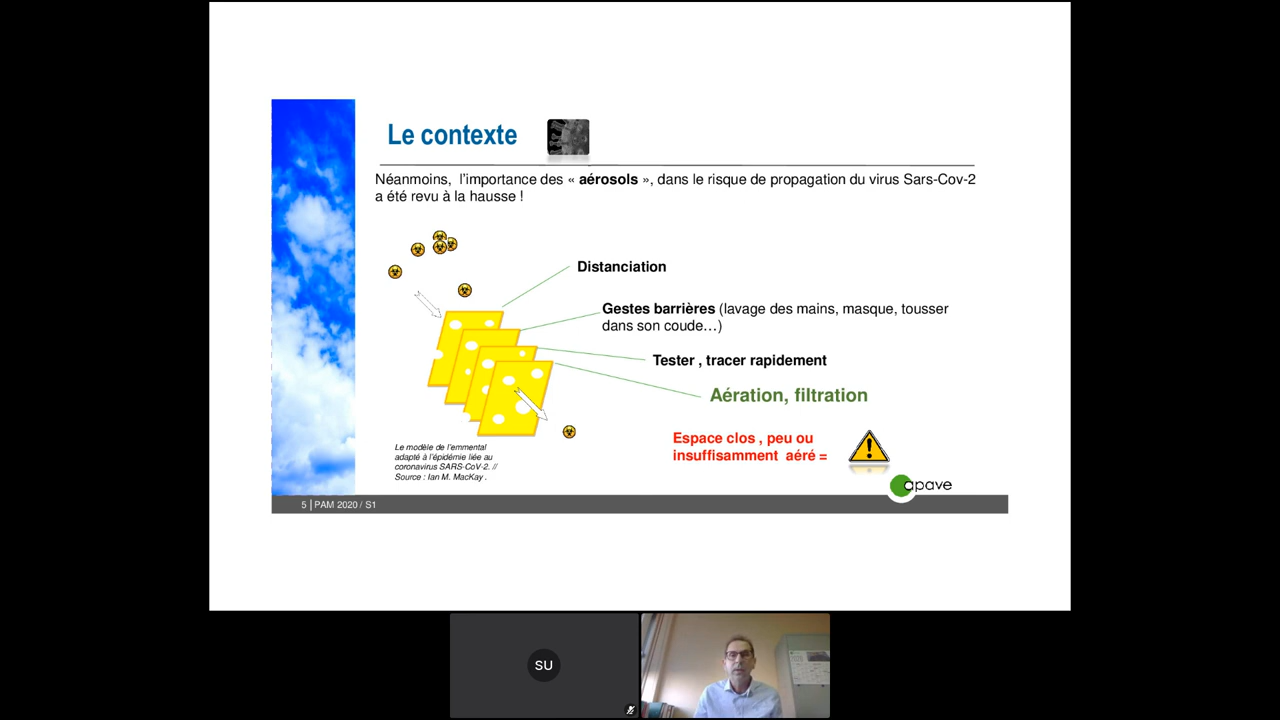 Le contexte
Néanmoins, l'importance des « aérosols », dans le risque de propagation du virus Sars-Cov-2
a été revu à la hausse !
Distanciation
Gestes barrières (lavage des mains, masque, tousser
dans son coude…)
Tester , tracer rapidement
Aération, filtration
Espace clos , peu ou
insuffisamment aéré =
Le modèle de l'emmental
adapté à l'épidémie liée au
coronavirus SARS-CoV-2. //
Source : Ian M. MacKay .
apave
5 | PAM 2020 / S1
SU